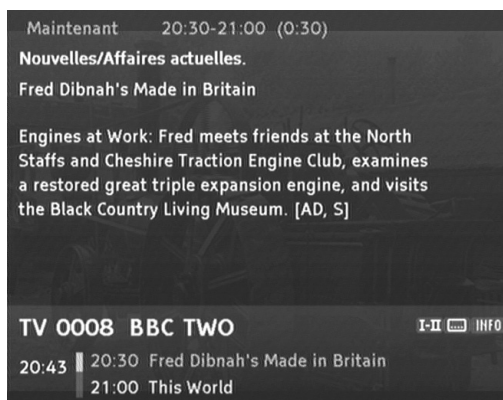 Maintenant 20:30-21:00 (0:30)
Nouvelles/Affaires actuelles.
Fred Dibnah's Made in Britain
Engines at Work: Fred meets friends at the North
Staffs and Cheshire Traction Engine Club, examines
a restored great triple expansion engine, and visits
the Black Country Living Museum. [AD, S]
TV 0008 BBC TWO
I-II INFO
20:43 20:30 Fred Dibnah's Made in Britain
21:00 This World